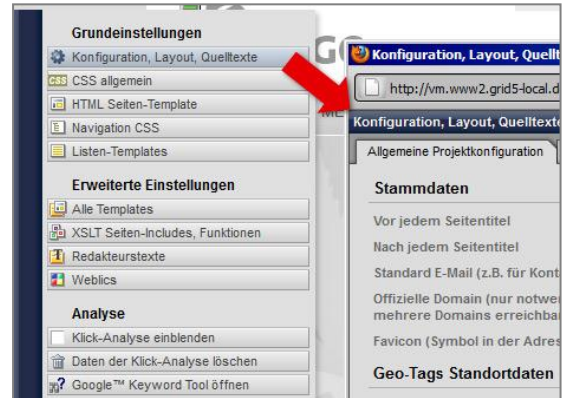 Grundeinstellungen
Konfiguration, Layout, Quelltexte
CSS allgemein
HTML Seiten-Template
Navigation CSS
Listen-Templates
Erweiterte Einstellungen
Alle Templates
XSLT Seiten-Includes, Funktionen
Redakteurstexte
Weblics
Analyse
Klick-Analyse einblenden
Daten der Klick-Analyse löschen
Google™ Keyword Tool öffnen
GO
ME
Konfiguration, Layout, Quellt
http://vm.www2.grid5-local.d
Konfiguration, Layout, Quelltexte
Allgemeine Projektkonfiguration
Stammdaten
Vor jedem Seitentitel
Nach jedem Seitentitel
Standard E-Mail (z.B. für Kont
Offizielle Domain (nur notwe
mehrere Domains erreichba
Favicon (Symbol in der Adres
Geo-Tags Standortdaten